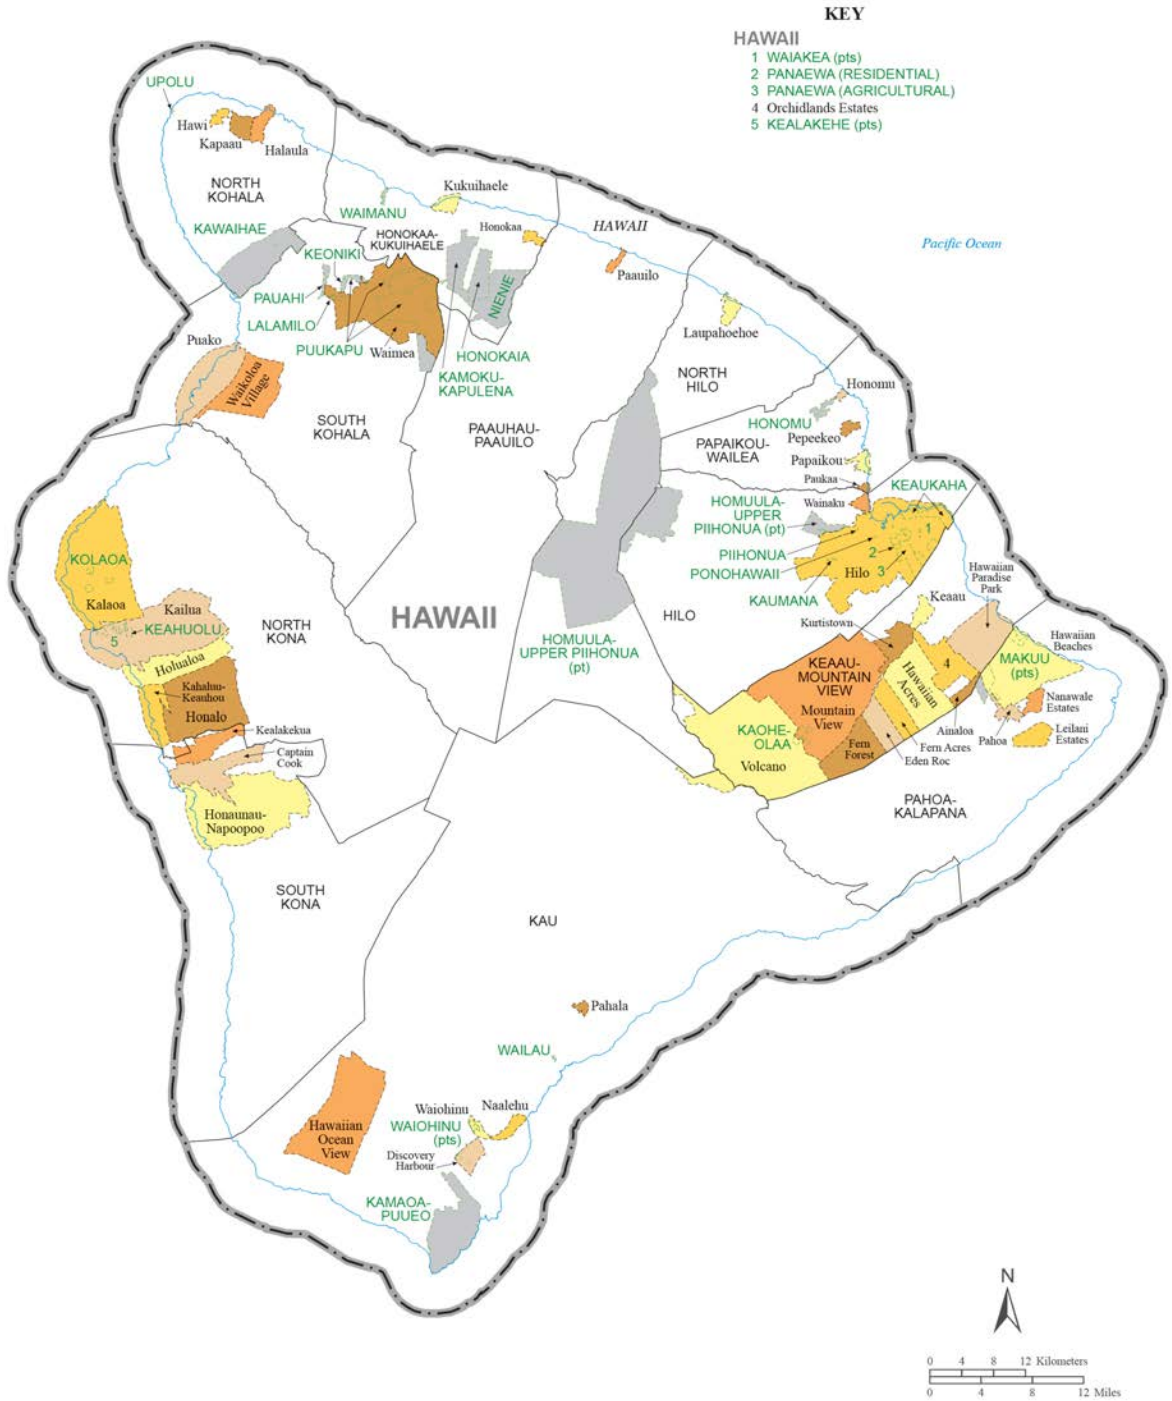 KEY
HAWAII
1 WAIAKEA (pts)
2 PANAEWA (RESIDENTIAL)
3 PANAEWA (AGRICULTURAL)
4 Orchidlands Estates
5 KEALAKEHE (pts)
UPOLU
Hawi
Kapaau
Halaula
NORTH
KOHALA
Kukuihaele
WAIMANU
KAWAIHAE
HONOKAA-
KUKUIHAELE
Honokaa
HAWAII
Pacific Ocean
KEONIKI
Paauilo
PAUAHI
NIENIE
LALAMILO
PUUKAPU
Waimea
HONOKAIA
KAMOKU-
KAPULENA
Laupahoehoe
Puako
Waikoloa
Village
NORTH
HILO
Honomu
SOUTH
KOHALA
PAAUHAU-
PAAUILO
HONOMU
Pepeekeo
PAPAIKOU-
WAILEA
Papaikou
Paukaa
KEAUKAHA
HOMUULA-
UPPER
PIIHONUA (pt)
Wainaku
1
KOLAOA
PIIHONUA
2
PONOHAWAII
Hilo
3
KAUMANA
Hawaiian
Paradise
Park
Kalaoa
Kailua
KEAHUOLU
5
NORTH
KONA
HAWAII
HILO
Keaau
Kurtistown
HOMUULA-
UPPER PIIHONUA
(pt)
Hawaiian
Beaches
MAKUU
(pts)
Holualoa
KEAAU-
MOUNTAIN
VIEW
4
Hawaiian
Acres
Kahaluu-
Keauhou
Honalo
Mountain
View
Nanawale
Estates
Kealakekua
KAOHE-
OLAA
Ainaloa
Pahoa
Leilani
Estates
Captain
Cook
Fern
Forest
Fern Acres
Eden Roc
Volcano
Honaunau-
Napoopoo
PAHOA-
KALAPANA
SOUTH
KONA
KAU
Pahala
WAILAU
Waiohinu
Naalehu
Hawaiian
Ocean
View
WAIOHINU
(pts)
Discovery
Harbour
KAMAOA-
PUUEO
N
0 4 8 12 Kilometers
0 4 8 12 Miles